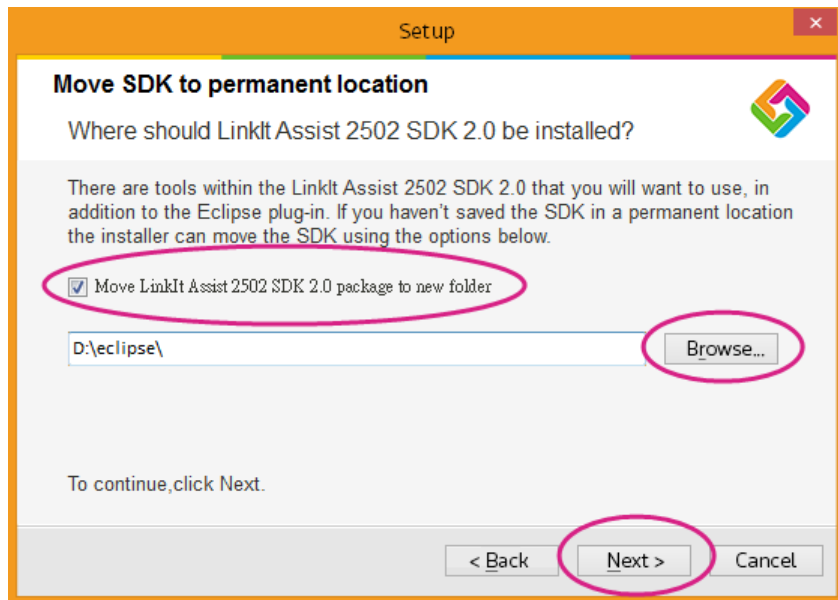 Setup
Move SDK to permanent location
Where should LinkIt Assist 2502 SDK 2.0 be installed?
There are tools within the LinkIt Assist 2502 SDK 2.0 that you will want to use, in
addition to the Eclipse plug-in. If you haven't saved the SDK in a permanent location
the installer can move the SDK using the options below.
Move LinkIt Assist 2502 SDK 2.0 package to new folder
D:\eclipse\
Browse...
To continue,click Next.
< Back
Next >
Cancel